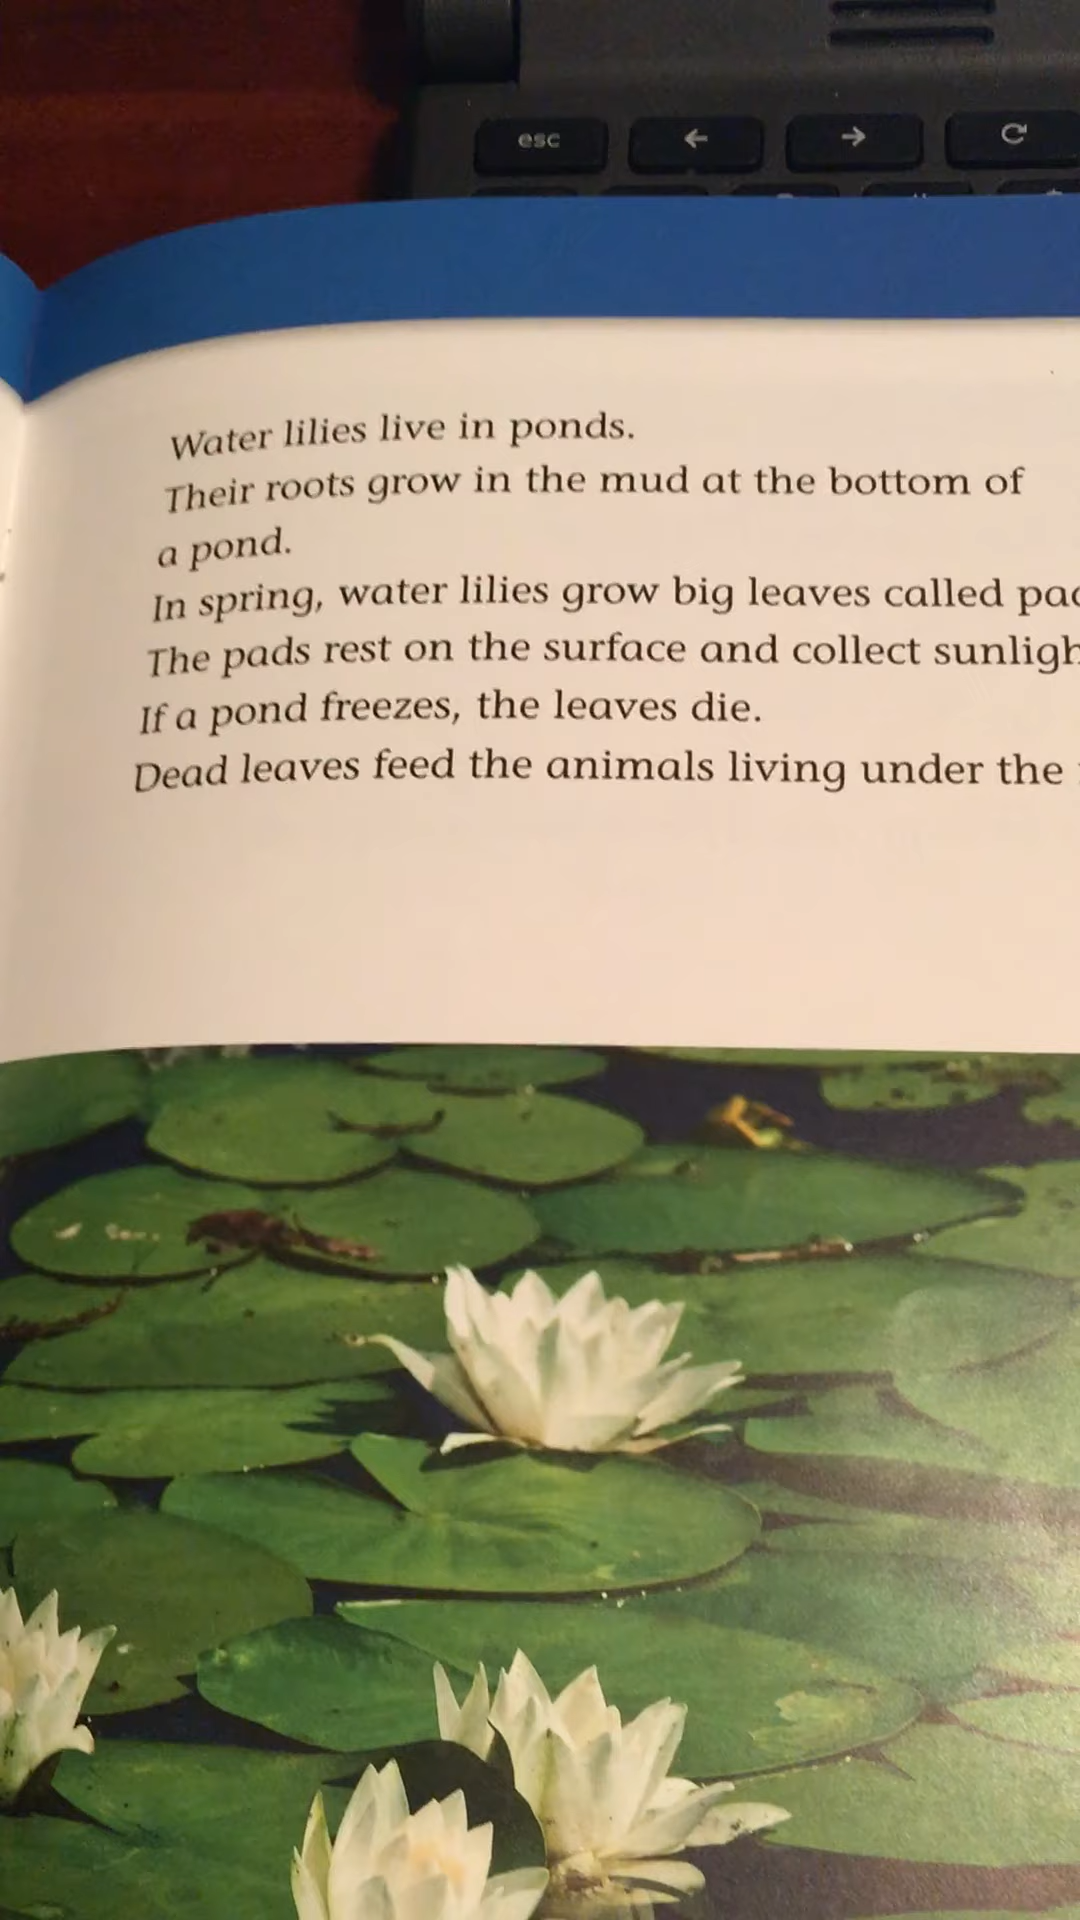 esc
Water lilies live in ponds.
Their roots grow in the mud at the bottom of
a pond.
In spring, water lilies grow big leaves called
The pads rest on the surface and collect
If a pond freezes, the leaves die.
Dead leaves feed the animals living under the